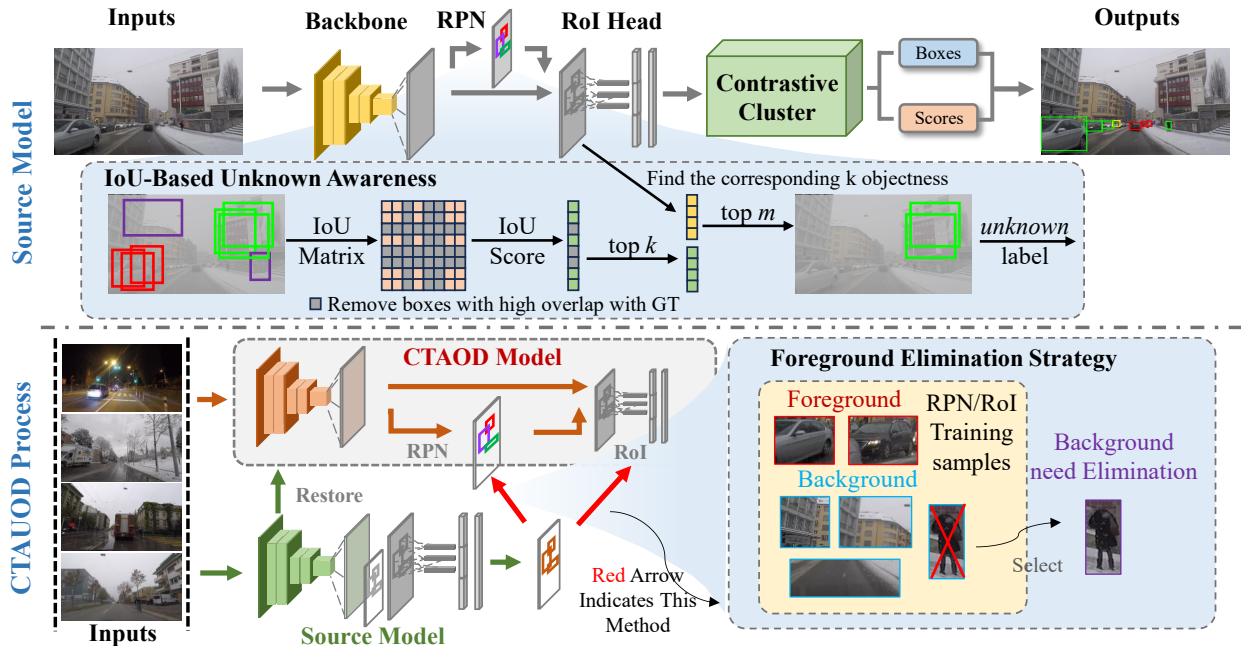 Inputs
Backbone
RPN
RoI Head
Outputs
Contrastive
Cluster
Boxes
Scores
Source Model
IoU-Based Unknown Awareness
Find the corresponding k objectness
IoU
Matrix
IoU
Score
top k
top m
unknown
label
Remove boxes with high overlap with GT
CTAUOD Process
Inputs
CTAOD Model
RPN
RoI
Restore
Source Model
Red Arrow
Indicates This
Method
Foreground Elimination Strategy
Foreground
Background
RPN/RoI
Training
samples
Background
need Elimination
Select